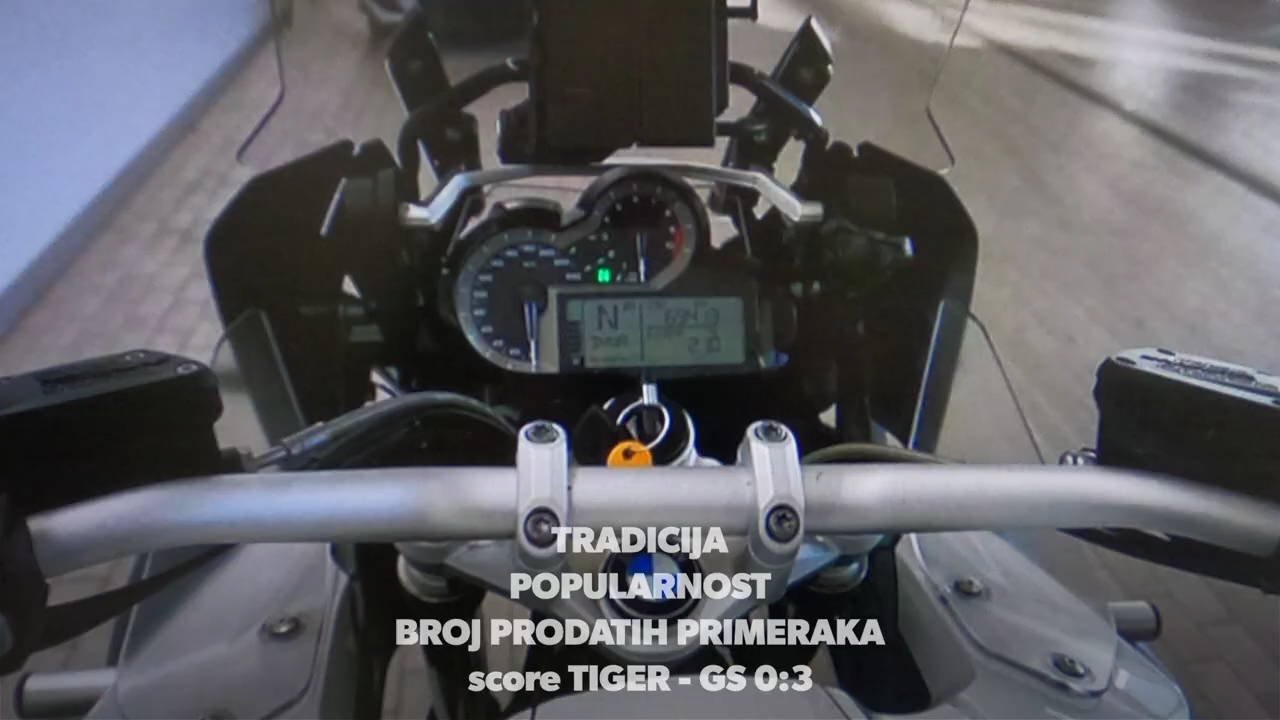 N
TRADICIJA
POPULARNOST
BROJ PRODATIH PRIMERAKA
score TIGER - GS 0:3